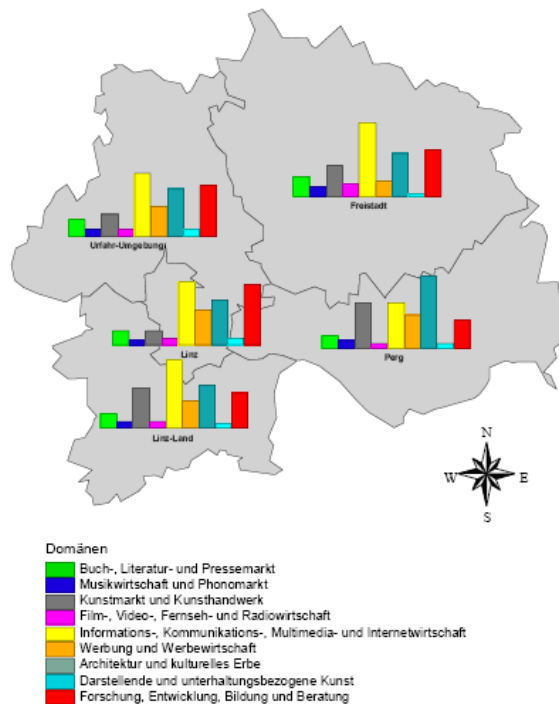 Freistadt
Urfahr-Umgebung
Linz
Perg
Linz-Land
N
W
E
S
Domänen
Buch-, Literatur- und Pressemarkt
Musikwirtschaft und Phonomarkt
Kunstmarkt und Kunsthandwerk
Film-, Video-, Fernseh- und Radiowirtschaft
Informations-, Kommunikations-, Multimedia- und Internetwirtschaft
Werbung und Werbewirtschaft
Architektur und kulturelles Erbe
Darstellende und unterhaltungsbezogene Kunst
Forschung, Entwicklung, Bildung und Beratung